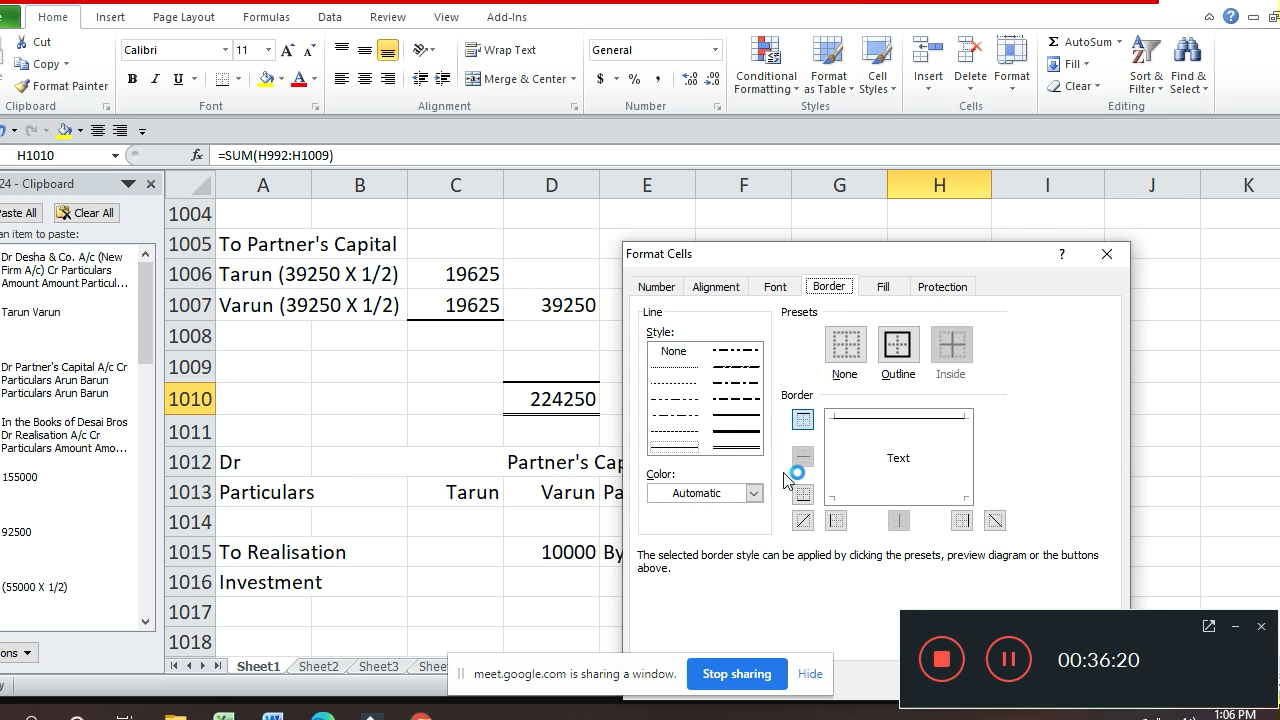 Home Insert Page Layout Formulas Data Review View Add-Ins
Cut
Copy
Format Painter
Calibri 11
B I U
Wrap Text
Merge & Center
General
$ % ,
Conditional Formatting
Format as Table
Cell Styles
Insert
Delete
Format
AutoSum
Fill
Clear
Sort & Filter
Find & Select
Clipboard Font Alignment Number Styles Cells Editing
H1010 fx =SUM(H992:H1009)
24 - Clipboard
Paste All Clear All
an item to paste:
Dr Desha & Co. A/c (New
Firm A/c) Cr Particulars
Amount Amount Particul...
Tarun Varun
Dr Partner's Capital A/c Cr
Particulars Arun Barun
Particulars Arun Barun
In the Books of Desai Bros
Dr Realisation A/c Cr
Particulars Amount Amo...
155000
92500
(55000 X 1/2)
ons
A B C D E F G H I J K
1004
1005 To Partner's Capital
1006 Tarun (39250 X 1/2) 19625
1007 Varun (39250 X 1/2) 19625 39250
1008
1009
1010 224250
1011
1012 Dr Partner's Cap
1013 Particulars Tarun Varun Pa
1014
1015 To Realisation 10000 By
1016 Investment
1017
1018
Sheet1 Sheet2 Sheet3 Shee
Format Cells ?
Number Alignment Font Border Fill Protection
Line
Style:
None
Color:
Automatic
Presets
None Outline Inside
Border
Text
The selected border style can be applied by clicking the presets, preview diagram or the buttons
above.
meet.google.com is sharing a window. Stop sharing Hide
00:36:20
1:06 PM